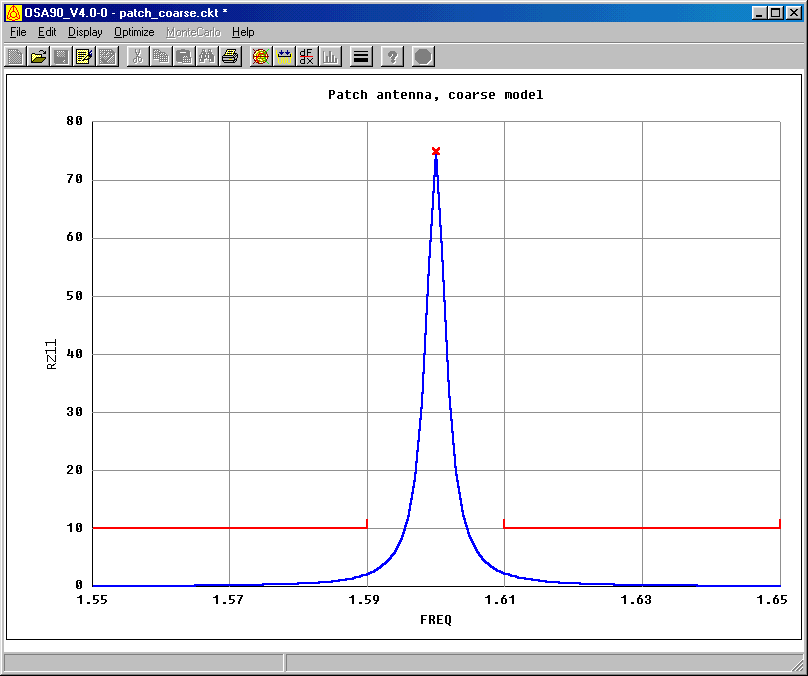 OSA90_V4.0-0 - patch_coarse.ckt *
File Edit Display Optimize MonteCarlo Help
dF
dx
?
Patch antenna, coarse model
80
70
60
50
RZ11
40
30
20
10
0
1.55 1.57 1.59 1.61 1.63 1.65
FREQ